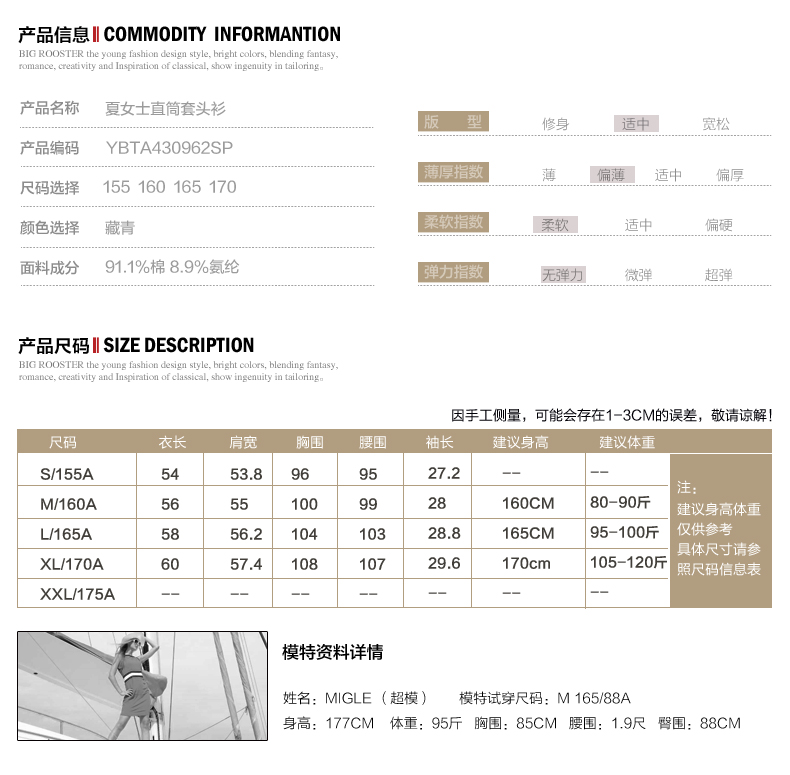 产品信息 COMMODITY INFORMANTION
BIG ROOSTER the young fashion design style, bright colors, blending fantasy,
romance, creativity and Inspiration of classical, show ingenuity in tailoring。
产品名称 夏女士直筒套头衫
产品编码 YBTA430962SP
尺码选择 155 160 165 170
颜色选择 藏青
面料成分 91.1%棉 8.9%氨纶
版 型 修身 适中 宽松
薄厚指数 薄 偏薄 适中 偏厚
柔软指数 柔软 适中 偏硬
弹力指数 无弹力 微弹 超弹
产品尺码 SIZE DESCRIPTION
BIG ROOSTER the young fashion design style, bright colors, blending fantasy,
romance, creativity and Inspiration of classical, show ingenuity in tailoring。
因手工侧量，可能会存在1-3CM的误差，敬请谅解！
尺码 衣长 肩宽 胸围 腰围 袖长 建议身高 建议体重
S/155A 54 53.8 96 95 27.2 -- --
M/160A 56 55 100 99 28 160CM 80-90斤
L/165A 58 56.2 104 103 28.8 165CM 95-100斤
XL/170A 60 57.4 108 107 29.6 170cm 105-120斤
XXL/175A -- -- -- -- -- -- --
注：
建议身高体重
仅供参考
具体尺寸请参
照尺码信息表
模特资料详情
姓名：MIGLE（超模） 模特试穿尺码：M 165/88A
身高：177CM 体重：95斤 胸围：85CM 腰围：1.9尺 臀围：88CM